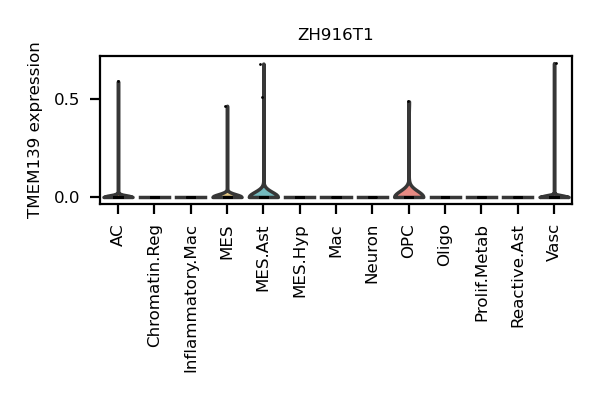 ZH916T1
TMEM139 expression
0.5
0.0
AC
Chromatin.Reg
Inflammatory.Mac
MES
MES.Ast
MES.Hyp
Mac
Neuron
OPC
Oligo
Prolif.Metab
Reactive.Ast
Vasc